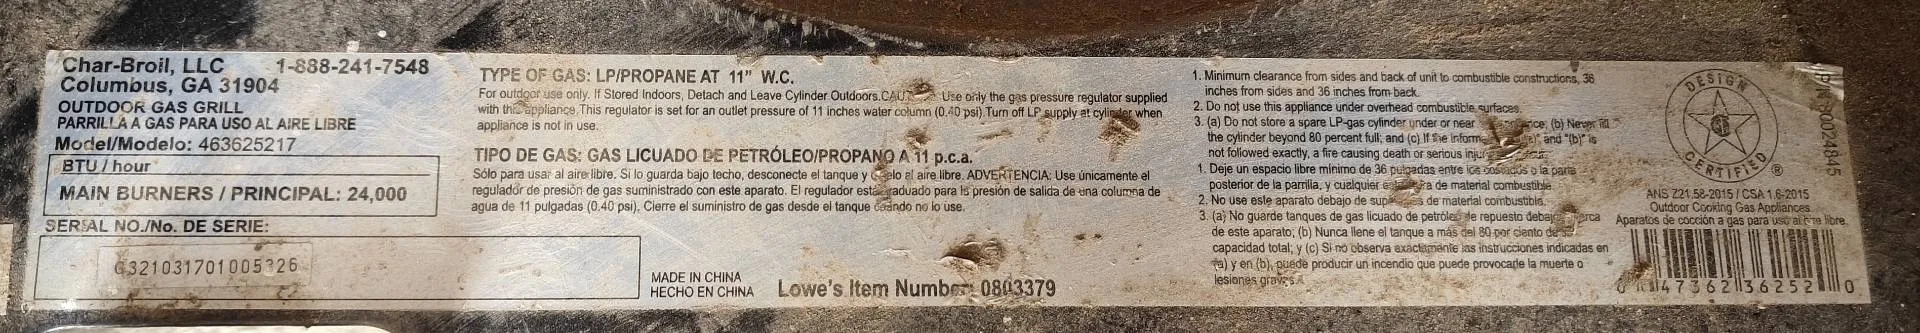 Char-Broil, LLC 1-888-241-7548
Columbus, GA 31904
OUTDOOR GAS GRILL
PARRILLA A GAS PARA USO AL AIRE LIBRE
Model/Modelo: 463625217
BTU / hour
MAIN BURNERS / PRINCIPAL: 24,000
SERIAL NO./No. DE SERIE:
G321031701005326
TYPE OF GAS: LP/PROPANE AT 11" W.C.
For outdoor use only. If Stored Indoors, Detach and Leave Cylinder Outdoors. Use only the gas pressure regulator supplied
with this appliance. This regulator is set for an outlet pressure of 11 inches water column (0.40 psi). Turn off LP supply at cylinder when
appliance is not in use.
TIPO DE GAS: GAS LICUADO DE PETRÓLEO/PROPANO A 11 p.c.a.
Sólo para usar al aire libre. Si lo guarda bajo techo, desconecte el tanque y al aire libre. ADVERTENCIA: Use únicamente el
regulador de presión de gas suministrado con este aparato. El regulador está graduado para la presión de salida de una columna de
agua de 11 pulgadas (0.40 psi). Cierre el suministro de gas desde el tanque cuando no lo use.
MADE IN CHINA
HECHO EN CHINA
Lowe's Item Number: 0803379
1. Minimum clearance from sides and back of unit to combustible constructions, 36
inches from sides and 36 inches from back.
2. Do not use this appliance under overhead combustible surfaces.
3. (a) Do not store a spare LP-gas cylinder under or near (b) Never fill
the cylinder beyond 80 percent full; and (c) If the and "(b)" is
not followed exactly, a fire causing death or serious injury
1. Deje un espacio libre mínimo de 36 pulgadas entre los costados o la parte
posterior de la parrilla, y cualquier de material combustible.
2. No use este aparato debajo de de material combustible.
3. (a) No guarde tanques de gas licuado de petróleo de repuesto debajo
de este aparato; (b) Nunca llene el tanque a más del 80 por ciento de su
capacidad total; y (c) Si no observa exactamente las instrucciones indicadas en
(a) y en (b), puede producir un incendio que puede provocarle la muerte o
lesiones graves.
DESIGN
CERTIFIED
®
ANS Z21.58-2015 / CSA 1.6-2015
Outdoor Cooking Gas Appliances
Aparatos de cocción a gas para uso al aire libre
47362 36252 0